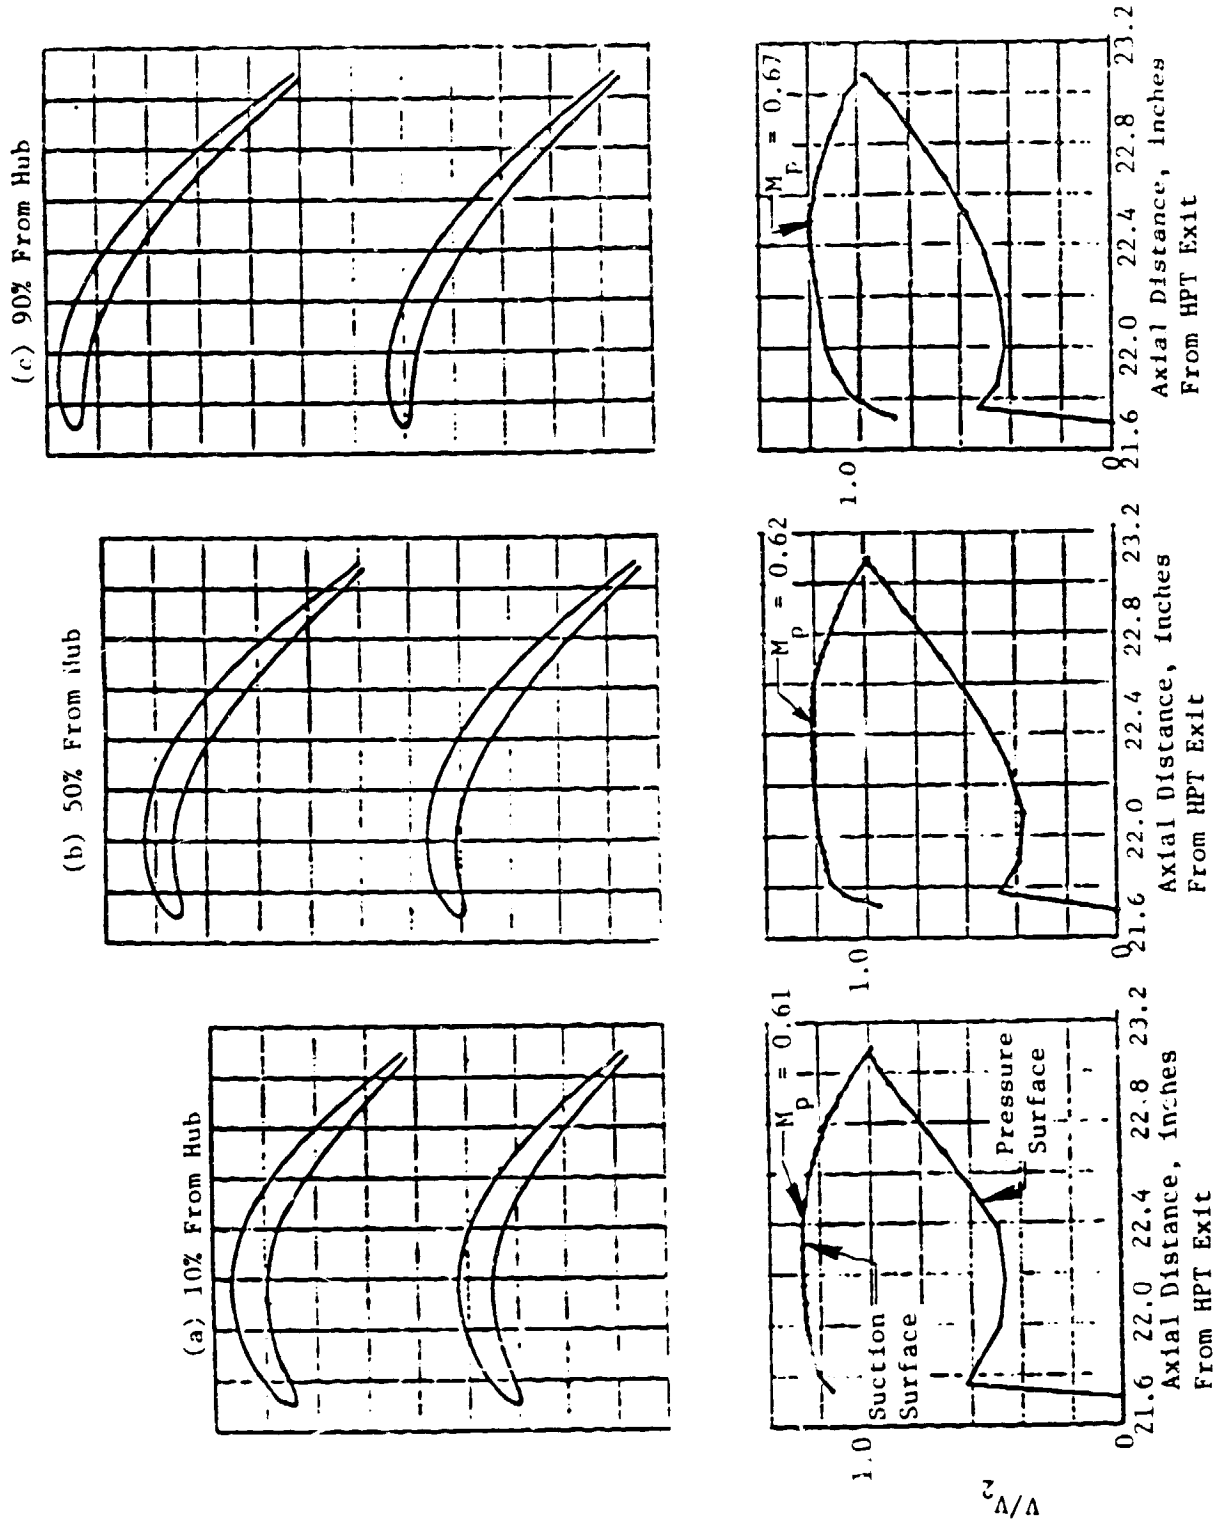 (a) 10% From Hub
(b) 50% From Hub
(c) 90% From Hub
V/V2
1.0
0
Mp = 0.61
Suction
Surface
Pressure
Surface
21.6 22.0 22.4 22.8 23.2
Axial Distance, inches
From HPT Exit
1.0
0
Mp = 0.62
21.6 22.0 22.4 22.8 23.2
Axial Distance, inches
From HPT Exit
1.0
0
Mp = 0.67
21.6 22.0 22.4 22.8 23.2
Axial Distance, inches
From HPT Exit